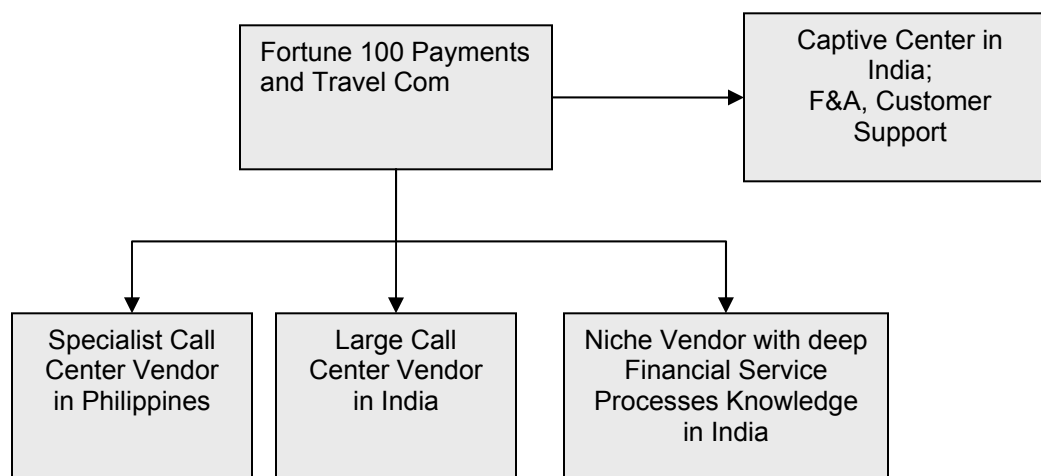 Fortune 100 Payments
and Travel Com
Captive Center in
India;
F&A, Customer
Support
Specialist Call
Center Vendor
in Philippines
Large Call
Center Vendor
in India
Niche Vendor with deep
Financial Service
Processes Knowledge
in India